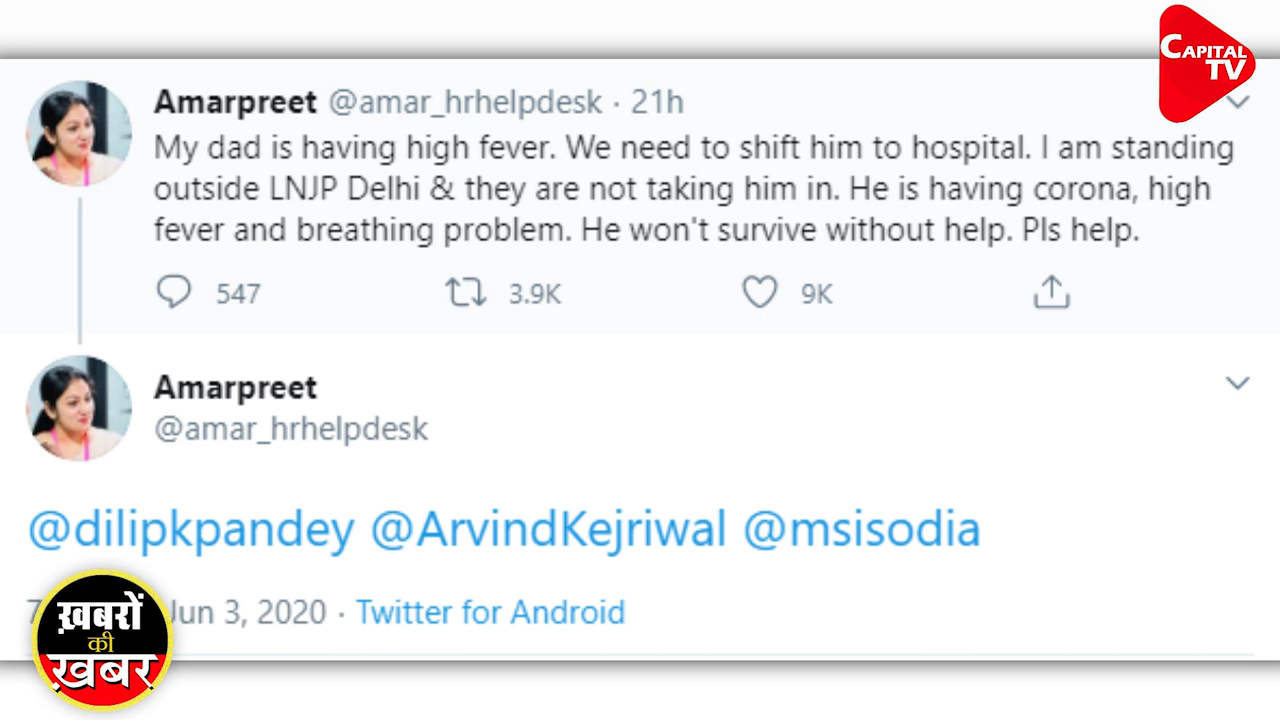 CAPITAL
TV
Amarpreet @amar_hrhelpdesk · 21h
My dad is having high fever. We need to shift him to hospital. I am standing
outside LNJP Delhi & they are not taking him in. He is having corona, high
fever and breathing problem. He won't survive without help. Pls help.
547 3.9K 9K
Amarpreet
@amar_hrhelpdesk
@dilipkpandey @ArvindKejriwal @msisodia
Jun 3, 2020 · Twitter for Android
ख़बरों
की
ख़बर